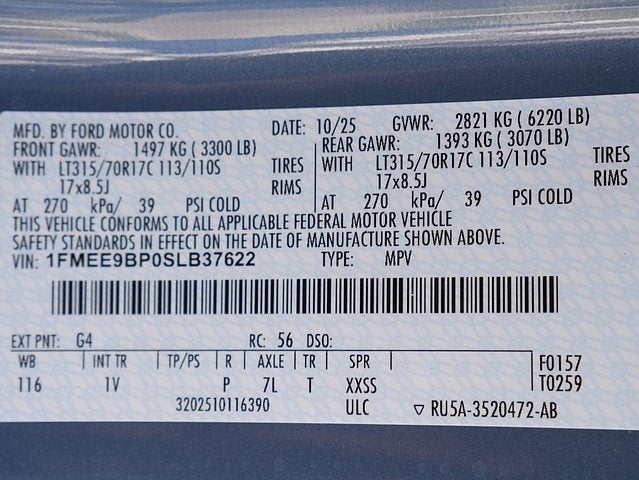 MFD. BY FORD MOTOR CO. DATE: 10/25 GVWR: 2821 KG ( 6220 LB)
FRONT GAWR: 1497 KG ( 3300 LB) REAR GAWR: 1393 KG ( 3070 LB)
WITH LT315/70R17C 113/110S TIRES WITH LT315/70R17C 113/110S TIRES
17x8.5J RIMS 17x8.5J RIMS
AT 270 kPa/ 39 PSI COLD AT 270 kPa/ 39 PSI COLD
THIS VEHICLE CONFORMS TO ALL APPLICABLE FEDERAL MOTOR VEHICLE
SAFETY STANDARDS IN EFFECT ON THE DATE OF MANUFACTURE SHOWN ABOVE.
VIN: 1FMEE9BP0SLB37622 TYPE: MPV
EXT PNT: G4 RC: 56 DSO:
WB INT TR TP/PS R AXLE TR SPR F0157
116 1V P 7L T XXSS T0259
3202510116390 ULC ▽ RU5A-3520472-AB